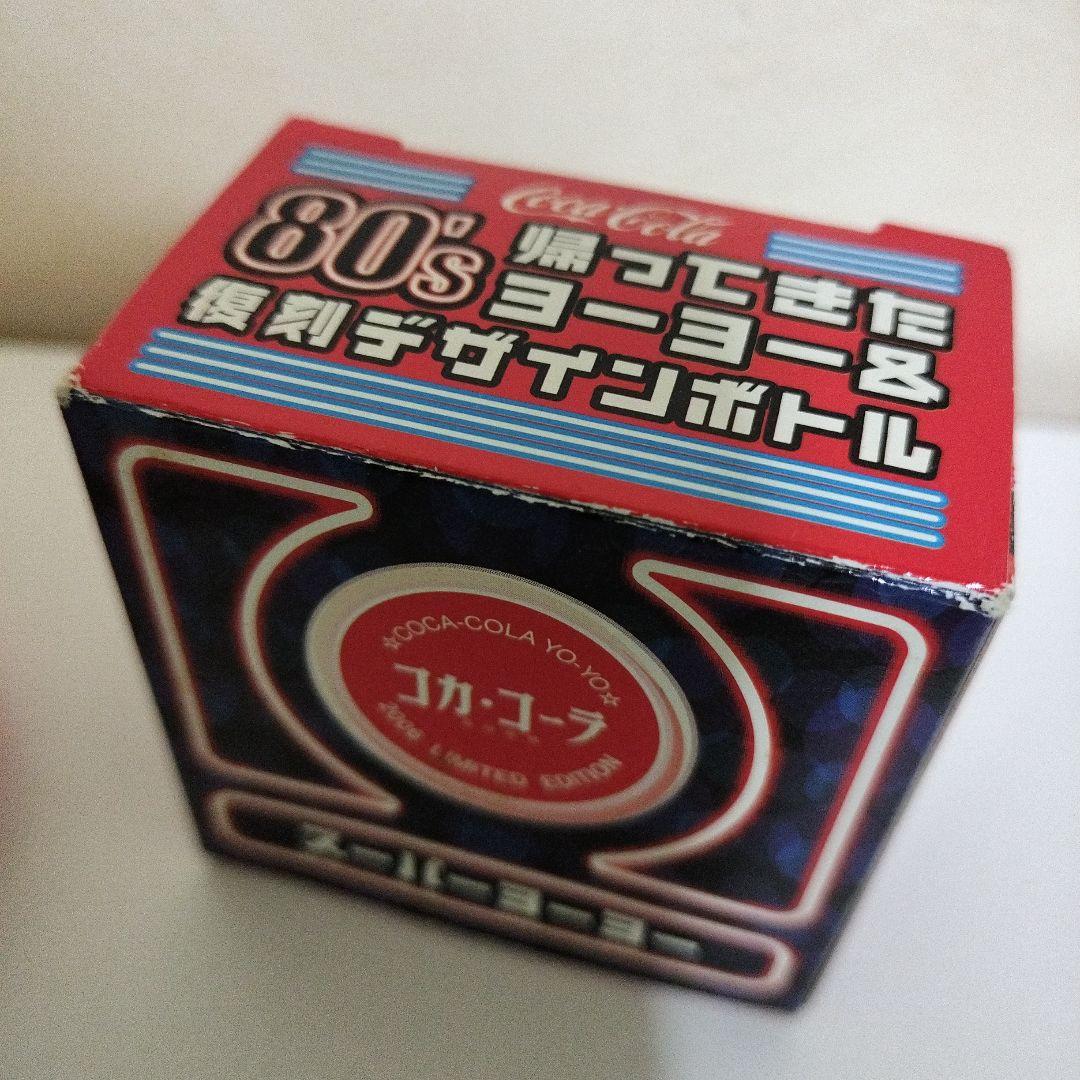 Coca-Cola
80's 帰ってきた
ヨーヨー&
復刻デザインボトル
☆COCA-COLA YO-YO☆
コカ・コーラ
LIMITED EDITION
スーパーヨーヨー